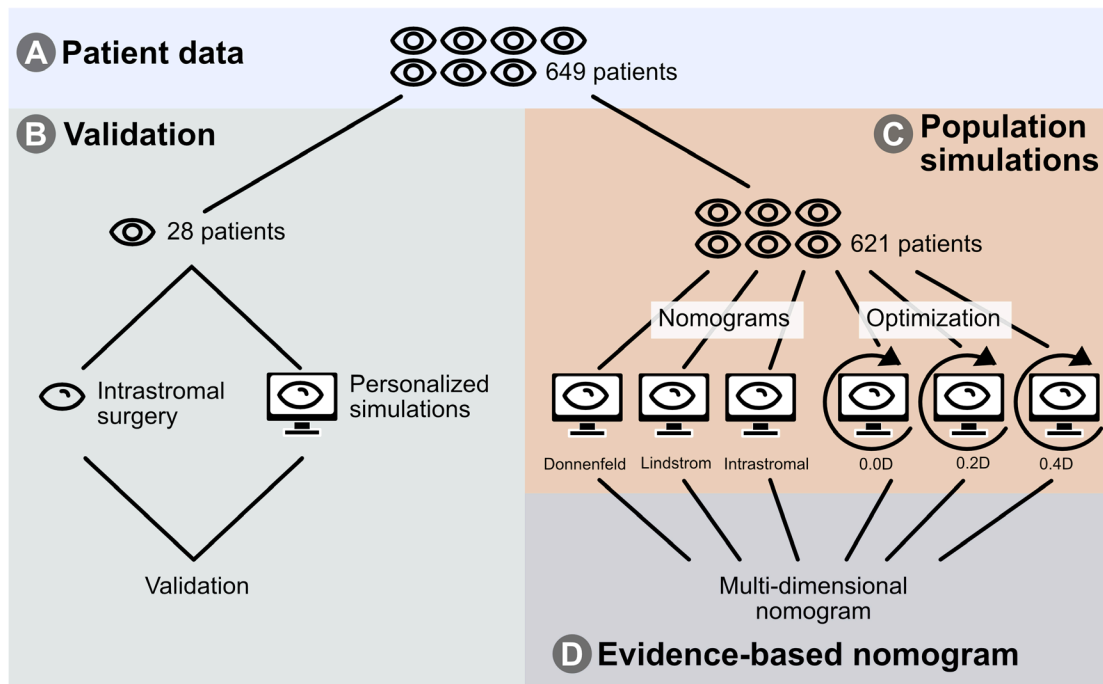 A Patient data
649 patients
B Validation
28 patients
Intrastromal
surgery
Personalized
simulations
Validation
C Population
simulations
621 patients
Nomograms
Optimization
Donnenfeld
Lindstrom
Intrastromal
0.0D
0.2D
0.4D
Multi-dimensional
nomogram
D Evidence-based nomogram